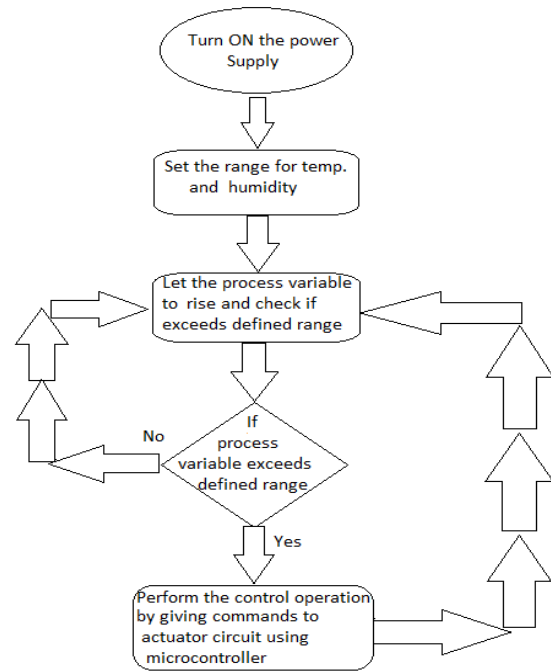 Turn ON the power
Supply
Set the range for temp.
and humidity
Let the process variable
to rise and check if
exceeds defined range
If
process
variable exceeds
defined range
No
Yes
Perform the control operation
by giving commands to
actuator circuit using
microcontroller